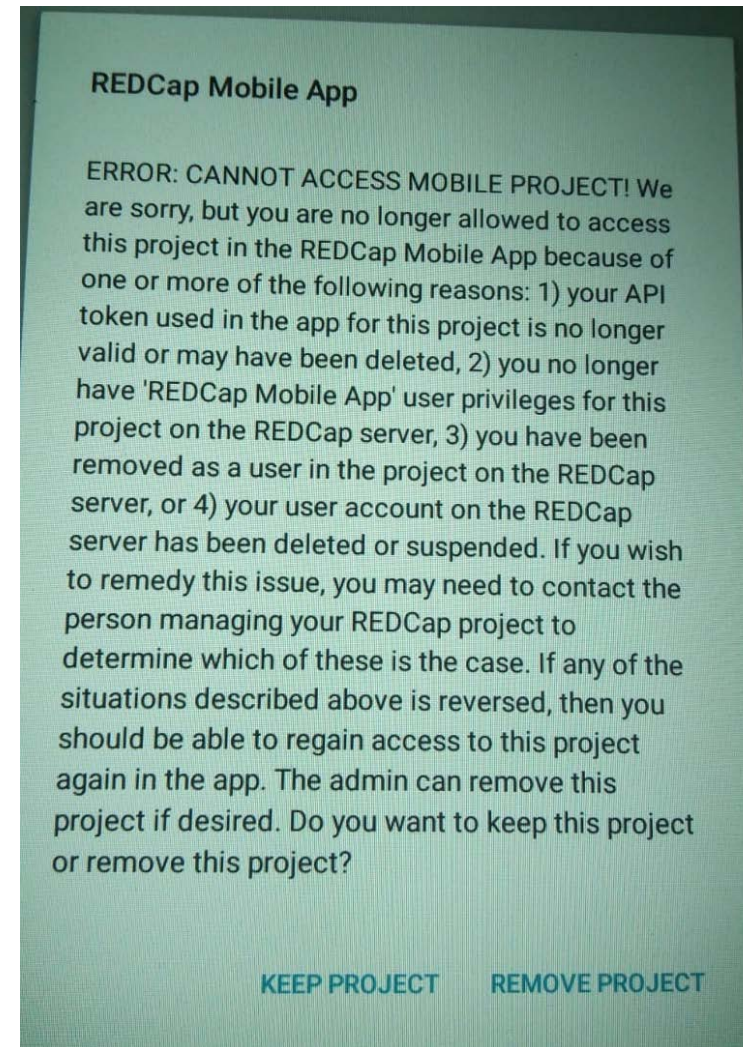 REDCap Mobile App
ERROR: CANNOT ACCESS MOBILE PROJECT! We
are sorry, but you are no longer allowed to access
this project in the REDCap Mobile App because of
one or more of the following reasons: 1) your API
token used in the app for this project is no longer
valid or may have been deleted, 2) you no longer
have 'REDCap Mobile App' user privileges for this
project on the REDCap server, 3) you have been
removed as a user in the project on the REDCap
server, or 4) your user account on the REDCap
server has been deleted or suspended. If you wish
to remedy this issue, you may need to contact the
person managing your REDCap project to
determine which of these is the case. If any of the
situations described above is reversed, then you
should be able to regain access to this project
again in the app. The admin can remove this
project if desired. Do you want to keep this project
or remove this project?
KEEP PROJECT REMOVE PROJECT